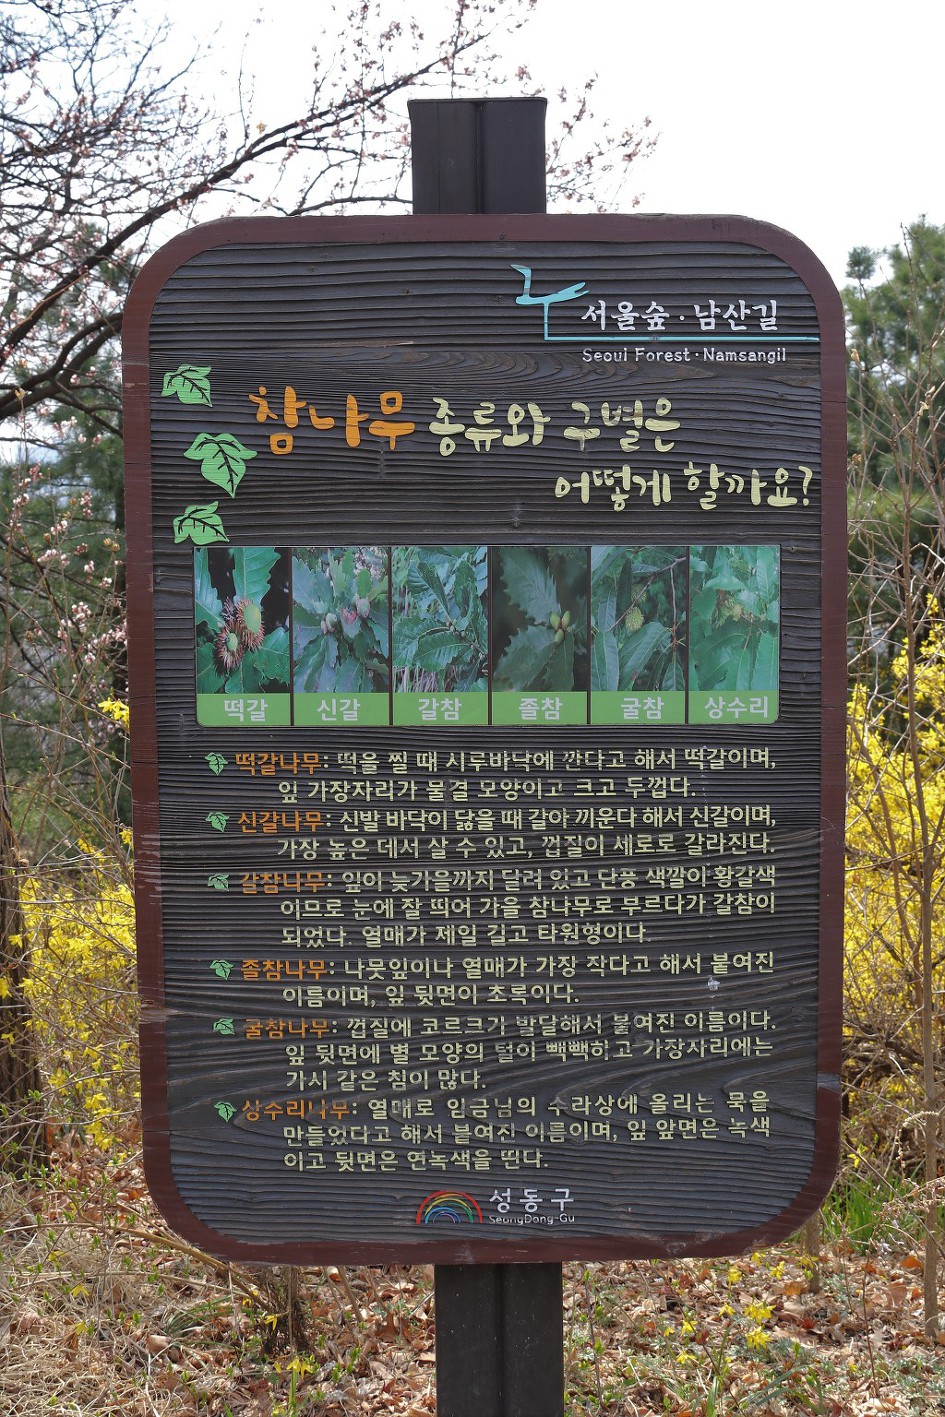 서울숲·남산길
Seoul Forest·Namsangil
참나무 종류와 구별은
어떻게 할까요?
떡갈 신갈 갈참 졸참 굴참 상수리
떡갈나무: 떡을 찔 때 시루바닥에 깐다고 해서 떡갈이며,
잎 가장자리가 물결 모양이고 크고 두껍다.
신갈나무: 신발 바닥이 닳을 때 갈아 끼운다 해서 신갈이며,
가장 높은 데서 살 수 있고, 껍질이 세로로 갈라진다.
갈참나무: 잎이 늦가을까지 달려 있고 단풍 색깔이 황갈색
이므로 눈에 잘 띄어 가을 참나무로 부르다가 갈참이
되었다. 열매가 제일 길고 타원형이다.
졸참나무: 나뭇잎이나 열매가 가장 작다고 해서 붙여진
이름이며, 잎 뒷면이 초록이다.
굴참나무: 껍질에 코르크가 발달해서 붙여진 이름이다.
잎 뒷면에 별 모양의 털이 빽빽하고 가장자리에는
가시 같은 침이 많다.
상수리나무: 열매로 임금님의 수라상에 올리는 묵을
만들었다고 해서 붙여진 이름이며, 잎 앞면은 녹색
이고 뒷면은 연녹색을 띤다.
성동구
SeongDong-Gu